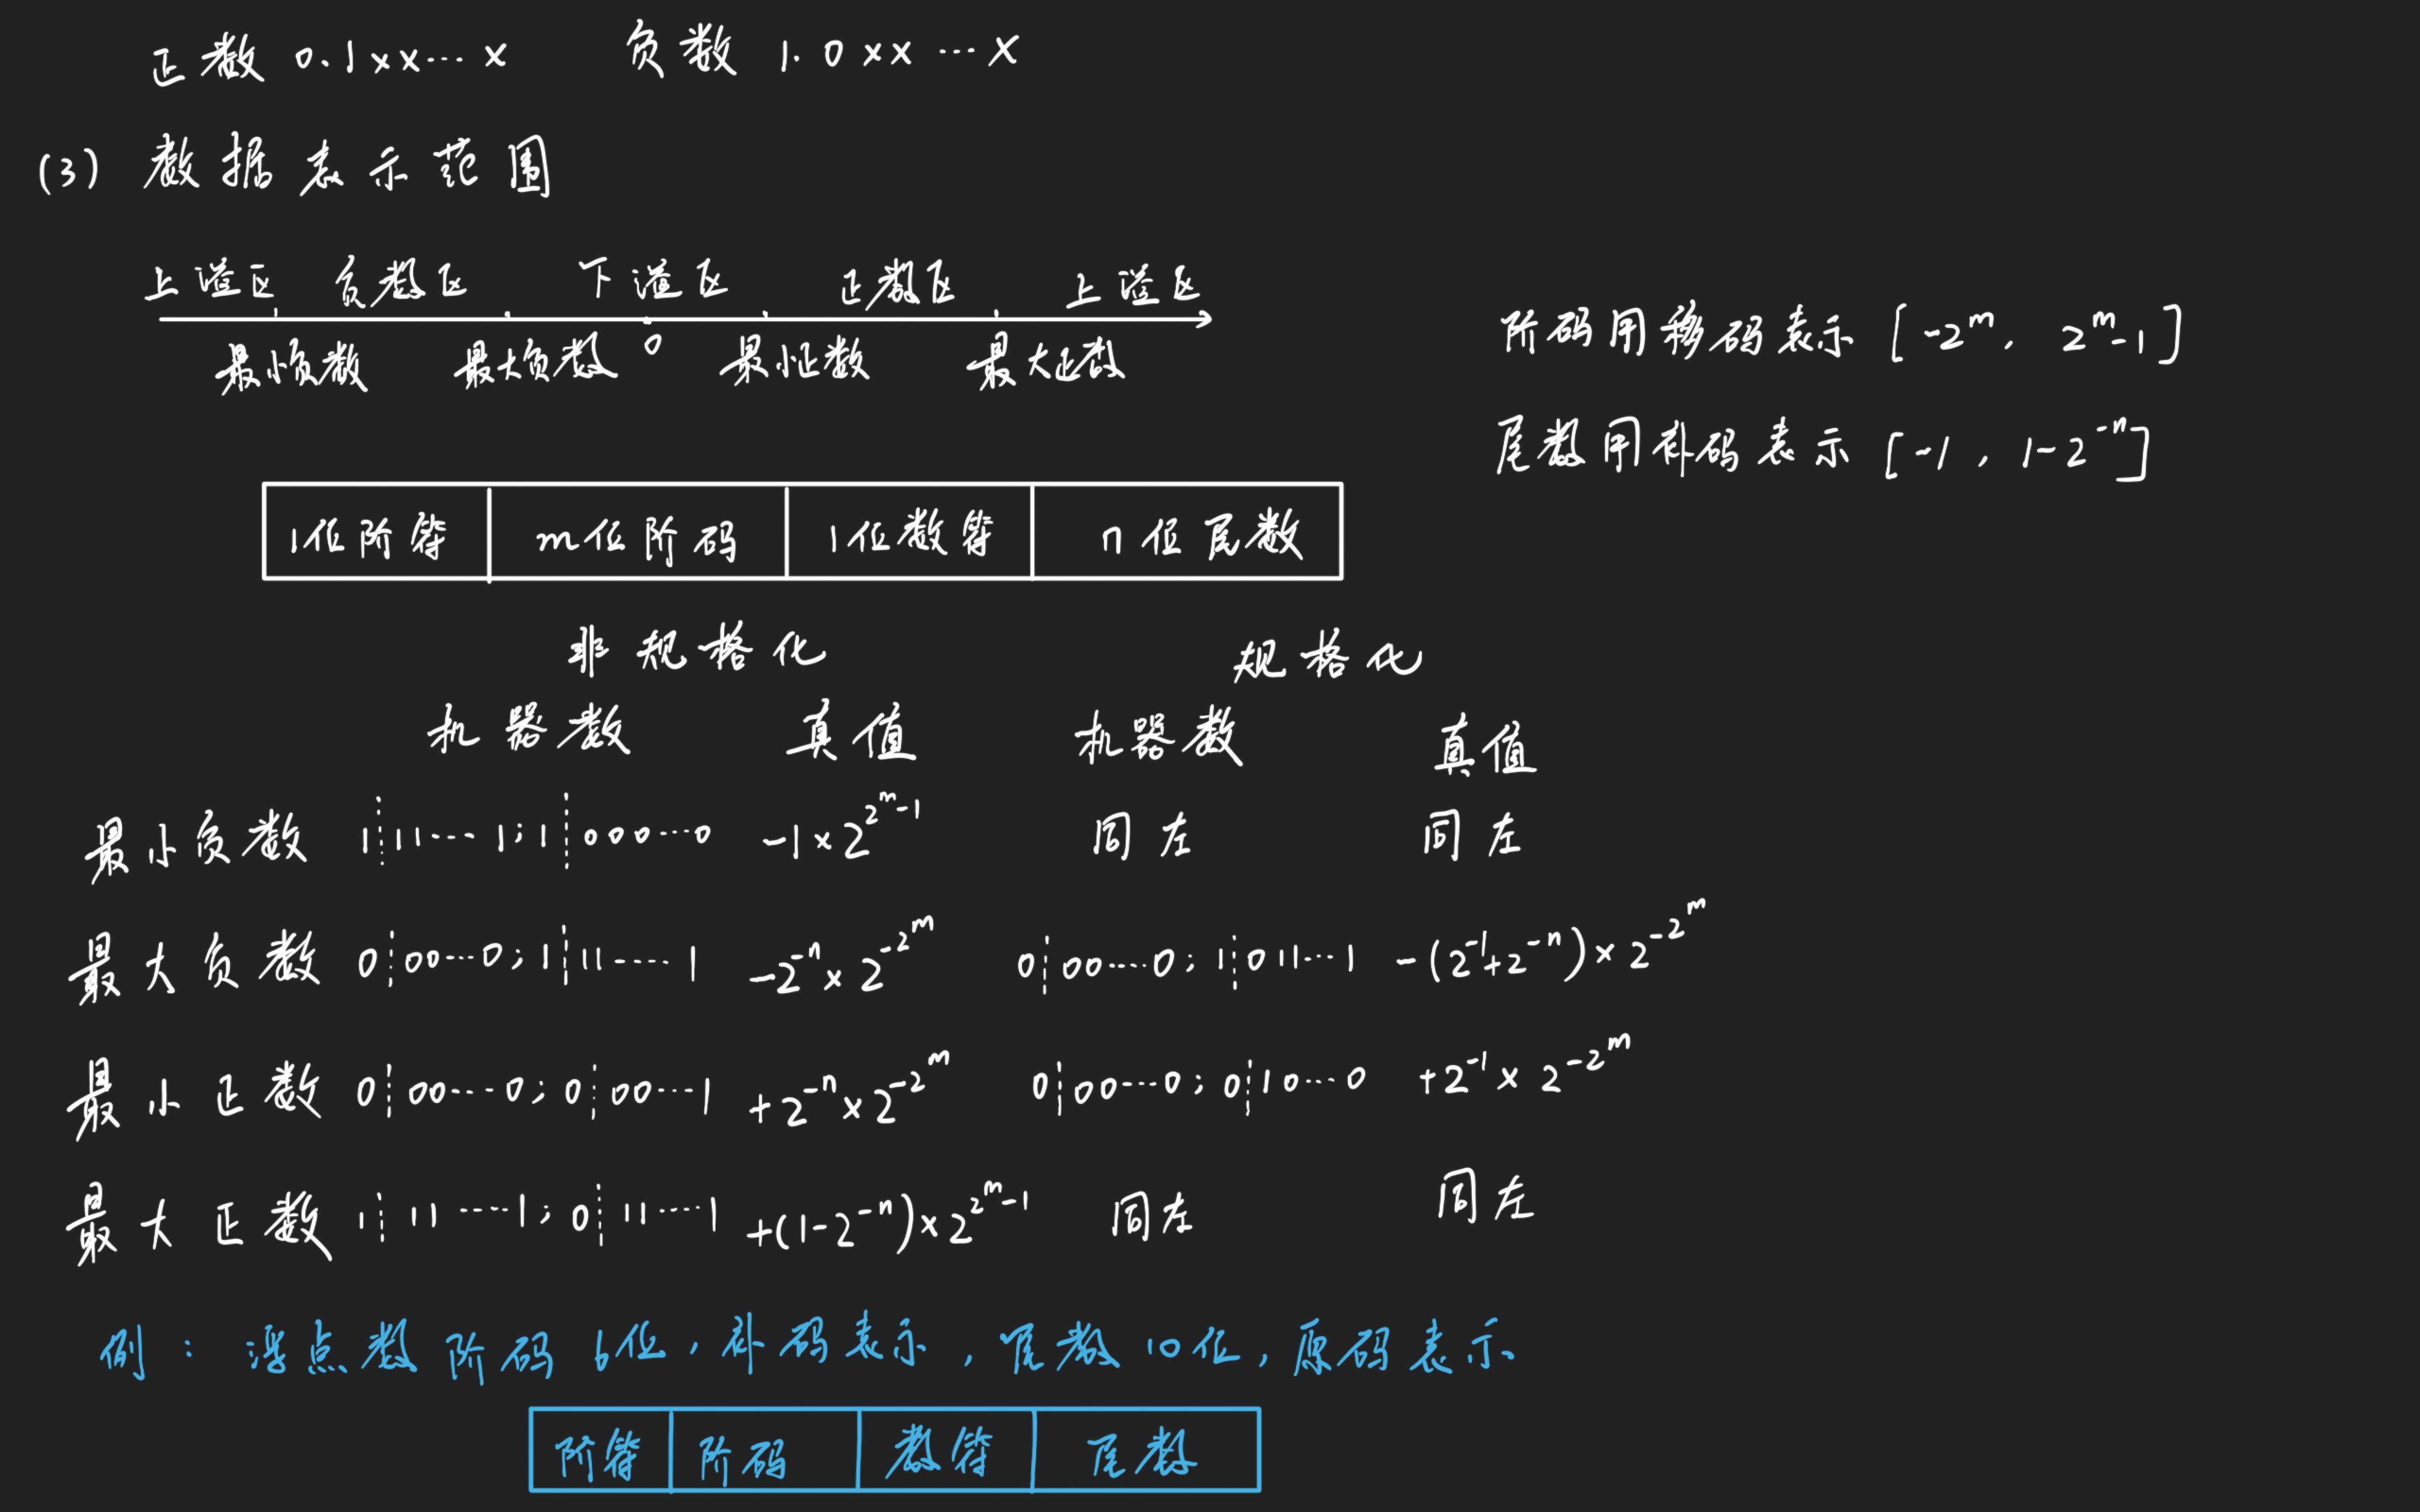 正数 0.1xx…x 负数 1.0xx…x
(3) 数据表示范围
上溢区 负数区 下溢区 正数区 上溢区
最小负数 最大负数 0 最小正数 最大正数
阶码用移码表示 [-2^m, 2^m-1]
尾数用补码表示 [-1, 1-2^-n]
1位阶符 m位阶码 1位数符 n位尾数
非规格化 规格化
机器数 真值 机器数 真值
最小负数 1┊11…1;1┊000…0 -1×2^(2^m-1) 同左 同左
最大负数 0┊00…0;1┊11…1 -2^-n×2^(-2^m) 0┊00…0;1┊011…1 -(2^-1+2^-n)×2^(-2^m)
最小正数 0┊00…0;0┊00…1 +2^-n×2^(-2^m) 0┊00…0;0┊10…0 +2^-1×2^(-2^m)
最大正数 1┊11…1;0┊11…1 +(1-2^-n)×2^(2^m-1) 同左 同左
例：浮点数阶码6位,补码表示,尾数10位,原码表示
阶符 阶码 数符 尾数